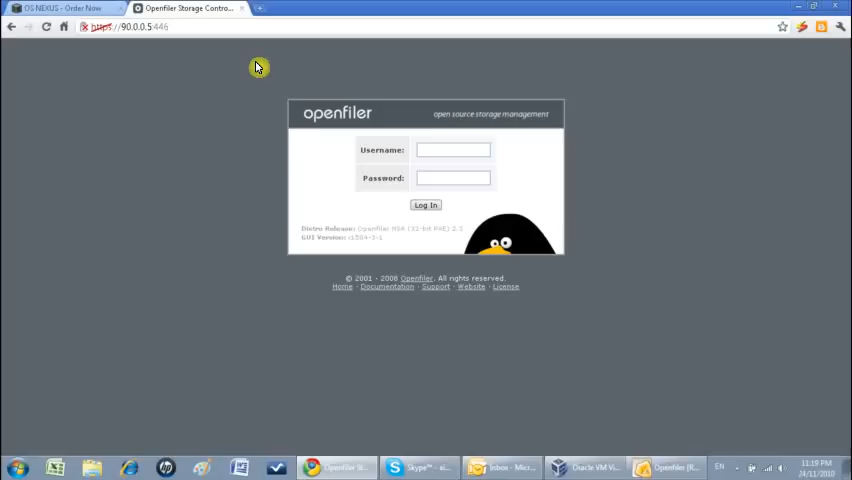 OS NEXUS - Order Now
Openfiler Storage Contro...
https://90.0.0.5:446
openfiler
open source storage management
Username:
Password:
Log In
Distro Release: Openfiler NSA (32-bit PAE) 2.3
GUI Version: r1584-5-1
© 2001 - 2008 Openfiler. All rights reserved.
Home · Documentation · Support · Website · License
Openfiler St...
Skype™ - si...
Inbox - Micr...
Oracle VM Vi...
Openfiler (R...
EN
11:19 PM
24/11/2010